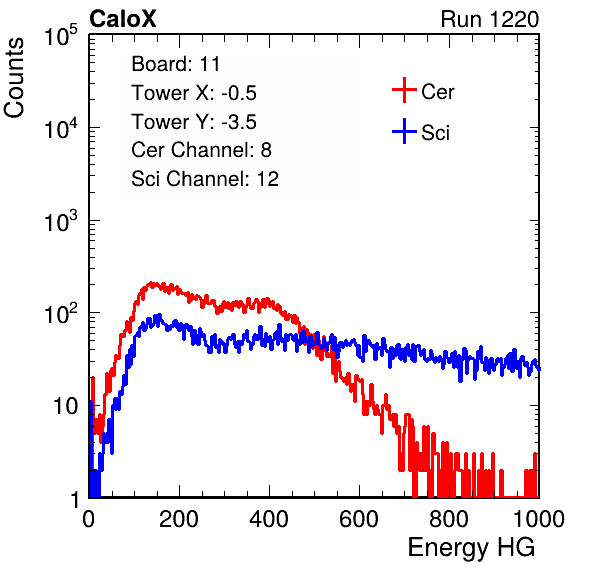 CaloX Run 1220
Counts
Board: 11
Tower X: -0.5
Tower Y: -3.5
Cer Channel: 8
Sci Channel: 12
Cer
Sci
10^5
10^4
10^3
10^2
10
1
0 200 400 600 800 1000
Energy HG